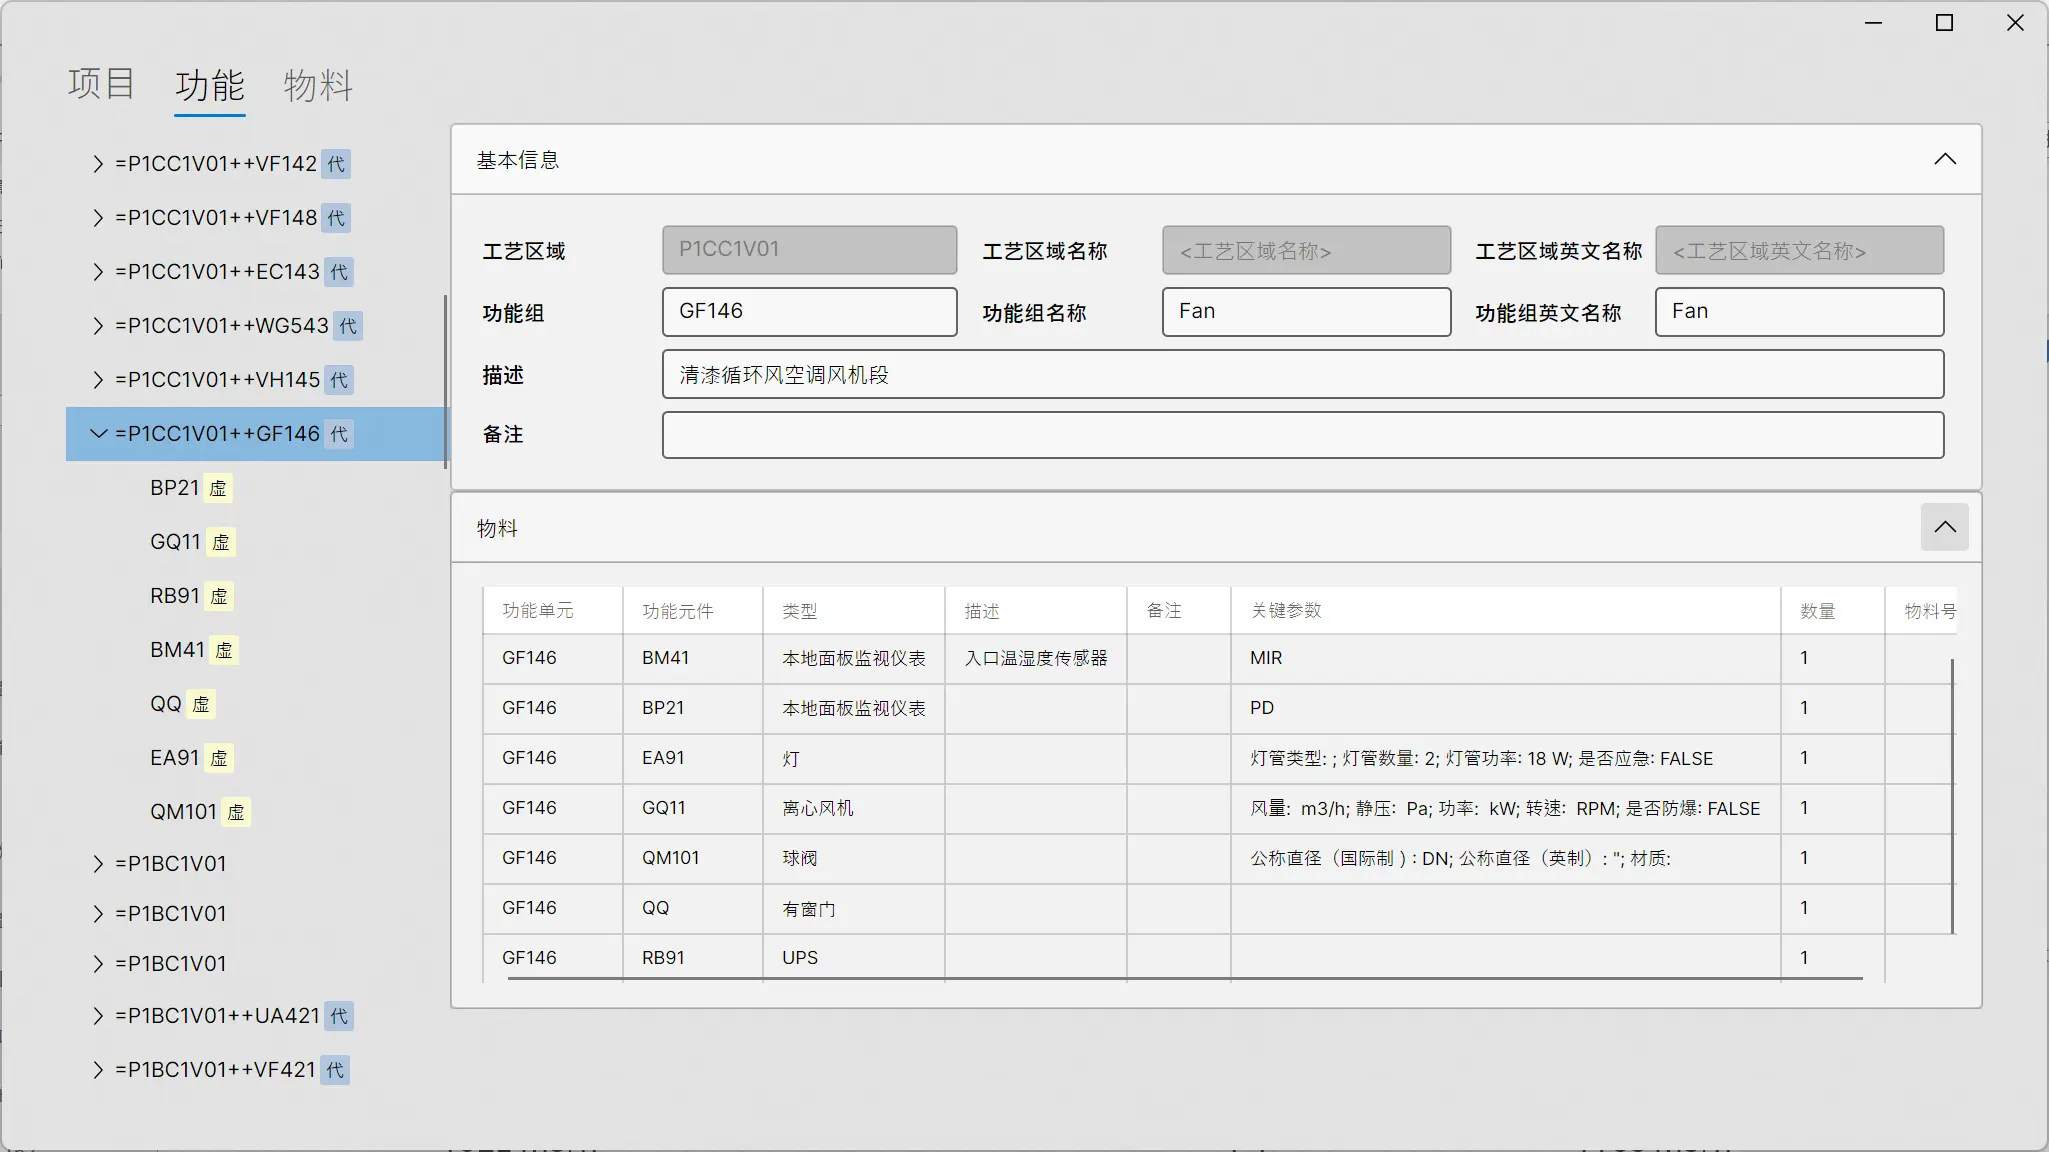 项目 功能 物料
=P1CC1V01++VF142 代
=P1CC1V01++VF148 代
=P1CC1V01++EC143 代
=P1CC1V01++WG543 代
=P1CC1V01++VH145 代
=P1CC1V01++GF146 代
BP21 虚
GQ11 虚
RB91 虚
BM41 虚
QQ 虚
EA91 虚
QM101 虚
=P1BC1V01
=P1BC1V01
=P1BC1V01
=P1BC1V01++UA421 代
=P1BC1V01++VF421 代
基本信息
工艺区域 P1CC1V01 工艺区域名称 <工艺区域名称> 工艺区域英文名称 <工艺区域英文名称>
功能组 GF146 功能组名称 Fan 功能组英文名称 Fan
描述 清漆循环风空调风机段
备注
物料
功能单元 功能元件 类型 描述 备注 关键参数 数量 物料号
GF146 BM41 本地面板监视仪表 入口温湿度传感器 MIR 1
GF146 BP21 本地面板监视仪表 PD 1
GF146 EA91 灯 灯管类型: ; 灯管数量: 2; 灯管功率: 18 W; 是否应急: FALSE 1
GF146 GQ11 离心风机 风量: m3/h; 静压: Pa; 功率: kW; 转速: RPM; 是否防爆: FALSE 1
GF146 QM101 球阀 公称直径（国际制）: DN; 公称直径（英制）: "; 材质: 1
GF146 QQ 有窗门 1
GF146 RB91 UPS 1